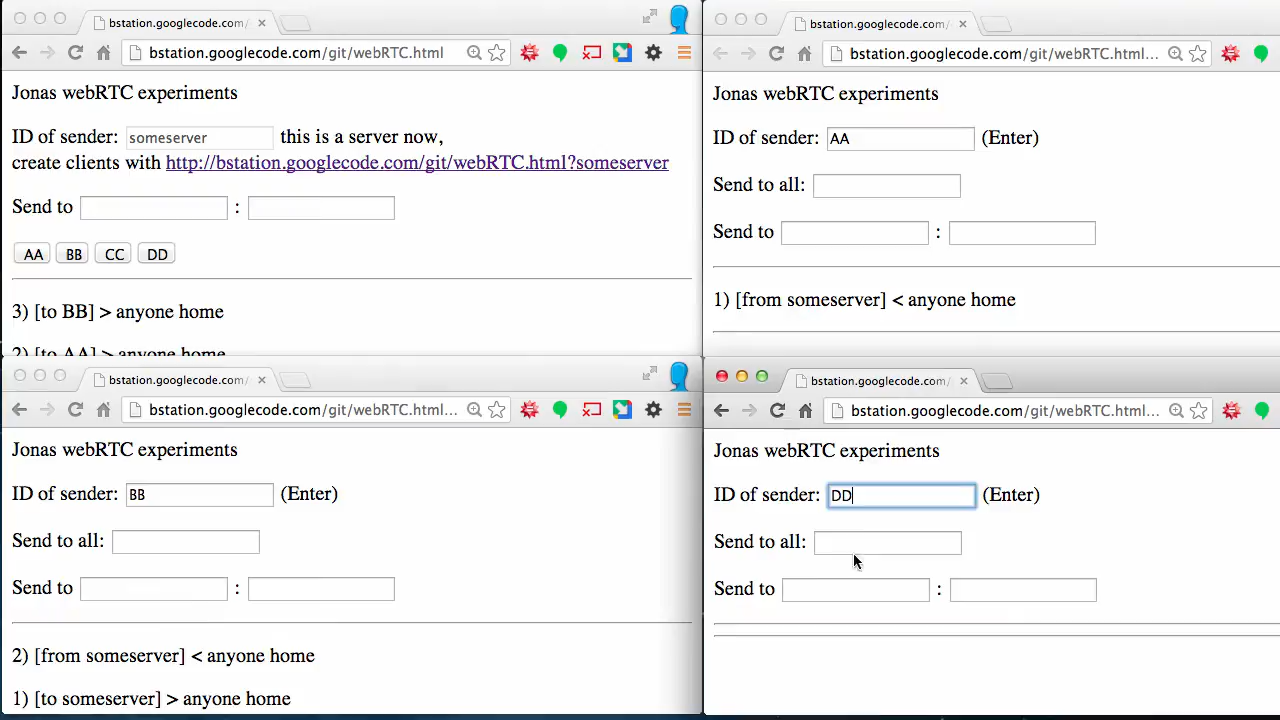 bstation.googlecode.com/
bstation.googlecode.com/git/webRTC.html
Jonas webRTC experiments
ID of sender: someserver this is a server now,
create clients with http://bstation.googlecode.com/git/webRTC.html?someserver
Send to :
AA BB CC DD
3) [to BB] > anyone home
2) [to AA] > anyone home
bstation.googlecode.com/
bstation.googlecode.com/git/webRTC.html...
Jonas webRTC experiments
ID of sender: AA (Enter)
Send to all:
Send to :
1) [from someserver] < anyone home
bstation.googlecode.com/
bstation.googlecode.com/git/webRTC.html...
Jonas webRTC experiments
ID of sender: BB (Enter)
Send to all:
Send to :
2) [from someserver] < anyone home
1) [to someserver] > anyone home
bstation.googlecode.com/
bstation.googlecode.com/git/webRTC.html...
Jonas webRTC experiments
ID of sender: DD (Enter)
Send to all:
Send to :